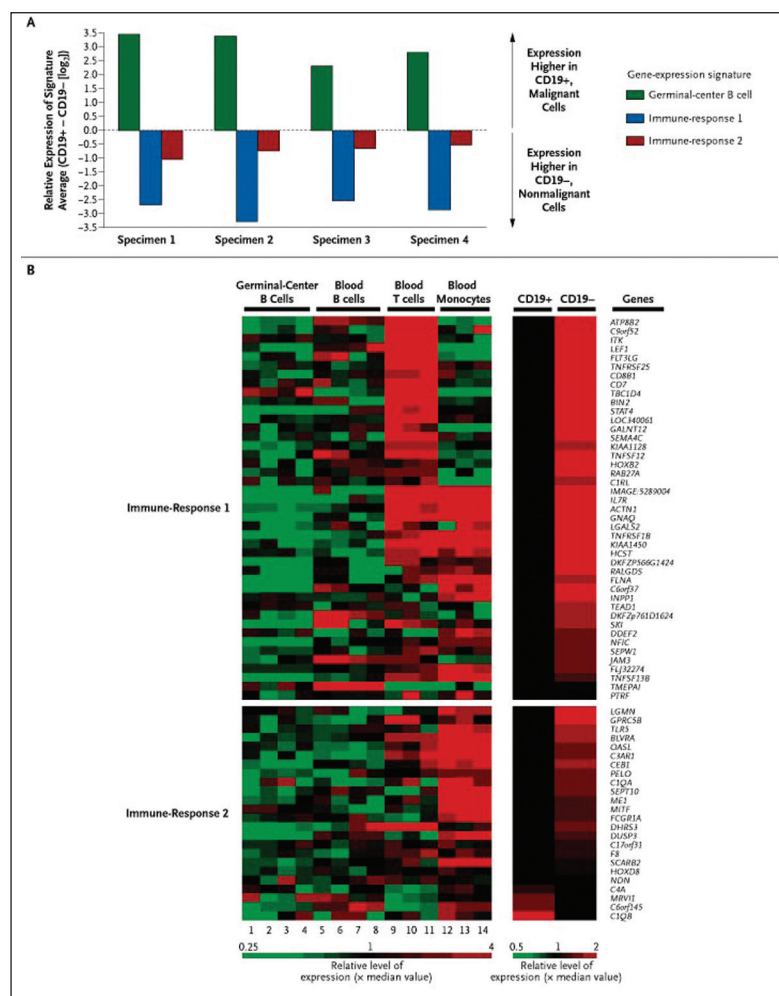 A
Relative Expression of Signature
Average (CD19+ – CD19– [log2])
3.5
3.0
2.5
2.0
1.5
1.0
0.5
0.0
−0.5
−1.0
−1.5
−2.0
−2.5
−3.0
−3.5
Specimen 1
Specimen 2
Specimen 3
Specimen 4
Expression
Higher in
CD19+,
Malignant
Cells
Expression
Higher in
CD19–,
Nonmalignant
Cells
Gene-expression signature
Germinal-center B cell
Immune-response 1
Immune-response 2
B
Germinal-Center
B Cells
Blood
B cells
Blood
T cells
Blood
Monocytes
CD19+
CD19–
Genes
Immune-Response 1
ATP8B2
C9orf52
ITK
LEF1
FLT3LG
TNFRSF25
CD8B1
CD7
TBC1D4
BIN2
STAT4
LOC340061
GALNT12
SEMA4C
KIAA1128
TNFSF12
HOXB2
RAB27A
C1RL
IMAGE:5289004
IL7R
ACTN1
GNAQ
LGALS2
TNFRSF1B
KIAA1450
HCST
DKFZP566G1424
RALGDS
FLNA
C6orf37
INPP1
TEAD1
DKFZp761D1624
SKI
DDEF2
NFIC
SEPW1
JAM3
FLJ32274
TNFSF13B
TMEPAI
PTRF
Immune-Response 2
LGMN
GPRC5B
TLR5
BLVRA
OASL
C3AR1
CEB1
PELO
C1QA
SEPT10
ME1
MITF
FCGR1A
DHRS3
DUSP3
C17orf31
F8
SCARB2
HOXD8
NDN
C4A
MRVI1
C6orf145
C1QB
1 2 3 4 5 6 7 8 9 10 11 12 13 14
0.25 1 4
Relative level of
expression (× median value)
0.5 1 2
Relative level of
expression (× median value)